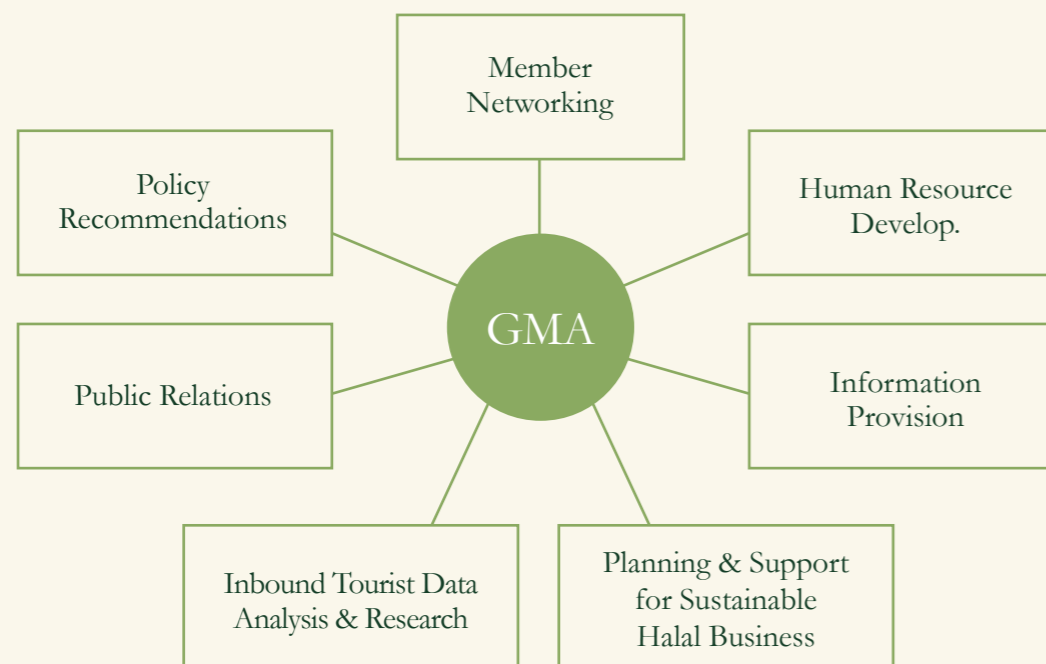 Member
Networking
Policy
Recommendations
Human Resource
Develop.
GMA
Public Relations
Information
Provision
Inbound Tourist Data
Analysis & Research
Planning & Support
for Sustainable
Halal Business